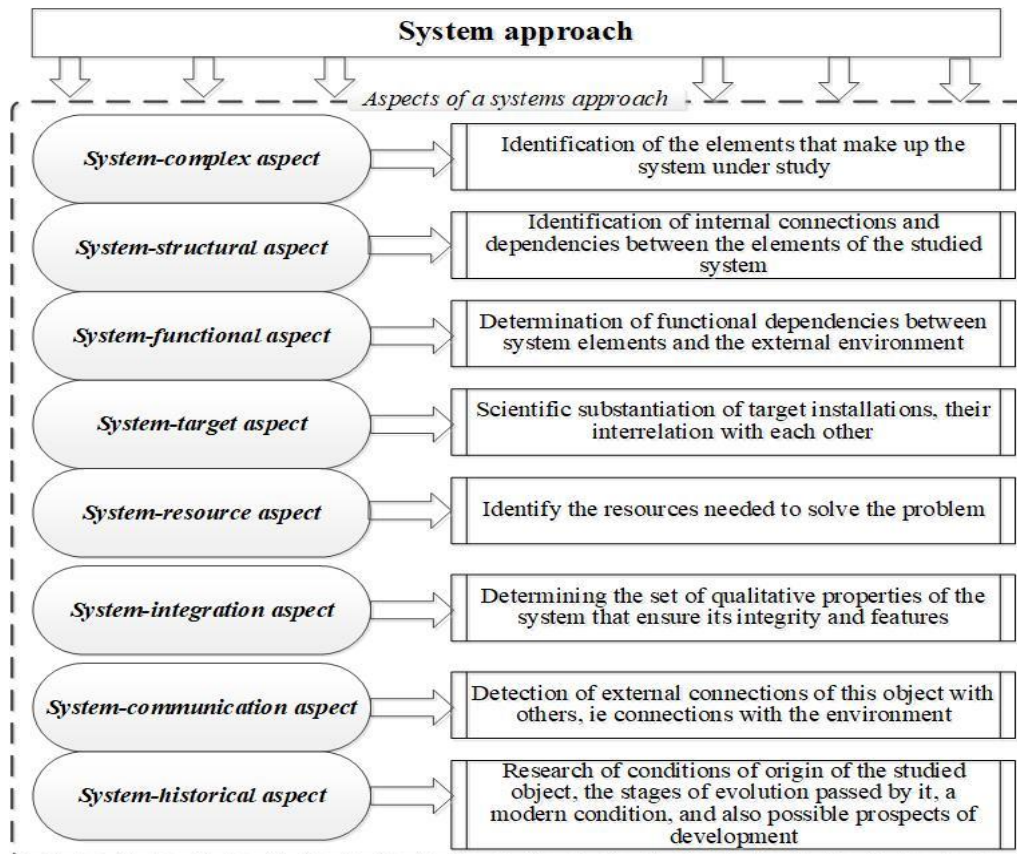 System approach
Aspects of a systems approach
System-complex aspect
Identification of the elements that make up the
system under study
System-structural aspect
Identification of internal connections and
dependencies between the elements of the studied
system
System-functional aspect
Determination of functional dependencies between
system elements and the external environment
System-target aspect
Scientific substantiation of target installations, their
interrelation with each other
System-resource aspect
Identify the resources needed to solve the problem
System-integration aspect
Determining the set of qualitative properties of the
system that ensure its integrity and features
System-communication aspect
Detection of external connections of this object with
others, ie connections with the environment
System-historical aspect
Research of conditions of origin of the studied
object, the stages of evolution passed by it, a
modern condition, and also possible prospects of
development